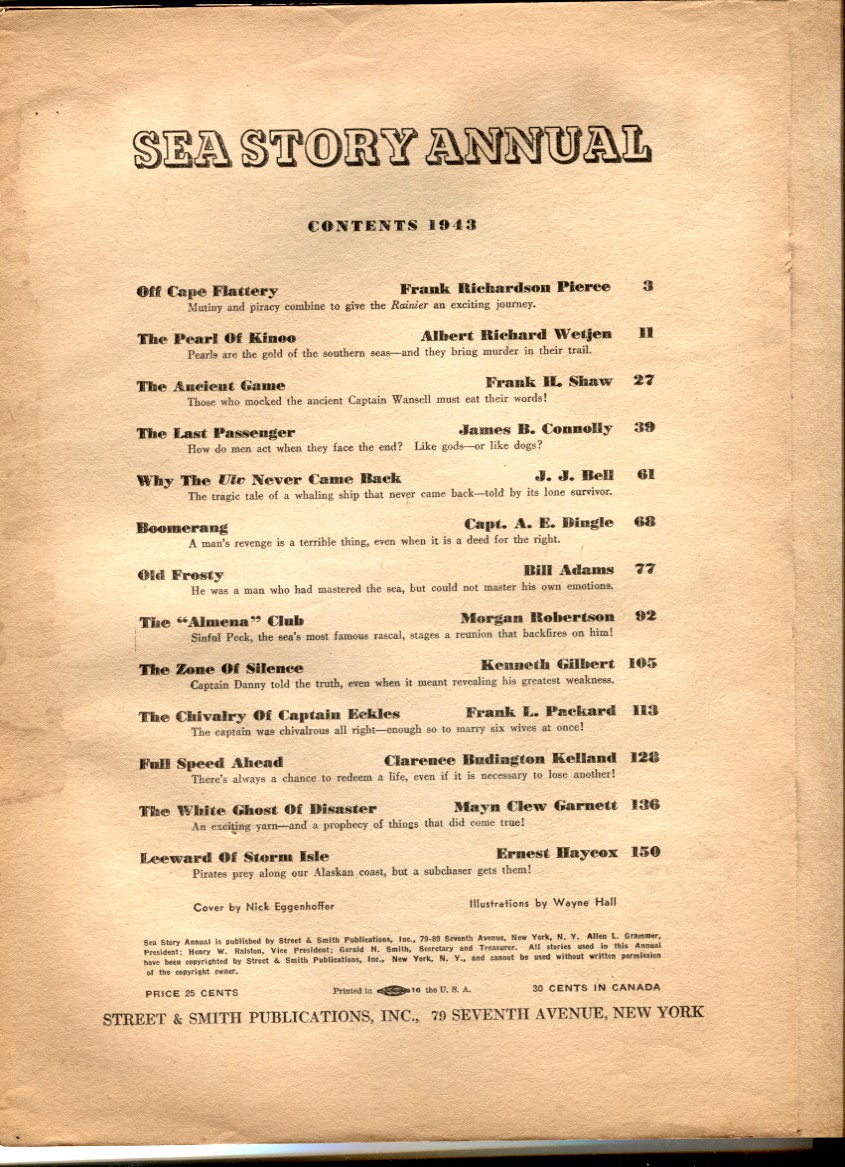 SEA STORY ANNUAL
CONTENTS 1943
Off Cape Flattery Frank Richardson Pierce 3
Mutiny and piracy combine to give the Rainier an exciting journey.
The Pearl Of Kinoo Albert Richard Wetjen 11
Pearls are the gold of the southern seas—and they bring murder in their trail.
The Ancient Game Frank H. Shaw 27
Those who mocked the ancient Captain Wansell must eat their words!
The Last Passenger James B. Connolly 39
How do men act when they face the end? Like gods—or like dogs?
Why The Ulv Never Came Back J. J. Bell 61
The tragic tale of a whaling ship that never came back—told by its lone survivor.
Boomerang Capt. A. E. Dingle 68
A man's revenge is a terrible thing, even when it is a deed for the right.
Old Frosty Bill Adams 77
He was a man who had mastered the sea, but could not master his own emotions.
The "Almena" Club Morgan Robertson 92
Sinful Peck, the sea's most famous rascal, stages a reunion that backfires on him!
The Zone Of Silence Kenneth Gilbert 105
Captain Danny told the truth, even when it meant revealing his greatest weakness.
The Chivalry Of Captain Eckles Frank L. Packard 113
The captain was chivalrous all right—enough so to marry six wives at once!
Full Speed Ahead Clarence Budington Kelland 128
There's always a chance to redeem a life, even if it is necessary to lose another!
The White Ghost Of Disaster Mayn Clew Garnett 136
An exciting yarn—and a prophecy of things that did come true!
Leeward Of Storm Isle Ernest Haycox 150
Pirates prey along our Alaskan coast, but a subchaser gets them!
Cover by Nick Eggenhoffer Illustrations by Wayne Hall
Sea Story Annual is published by Street & Smith Publications, Inc., 79-89 Seventh Avenue, New York, N. Y. Allen L. Grammer,
President; Henry W. Ralston, Vice President; Gerald H. Smith, Secretary and Treasurer. All stories used in this Annual
have been copyrighted by Street & Smith Publications, Inc., New York, N. Y., and cannot be used without written permission
of the copyright owner.
PRICE 25 CENTS Printed in 16 the U. S. A. 30 CENTS IN CANADA
STREET & SMITH PUBLICATIONS, INC., 79 SEVENTH AVENUE, NEW YORK